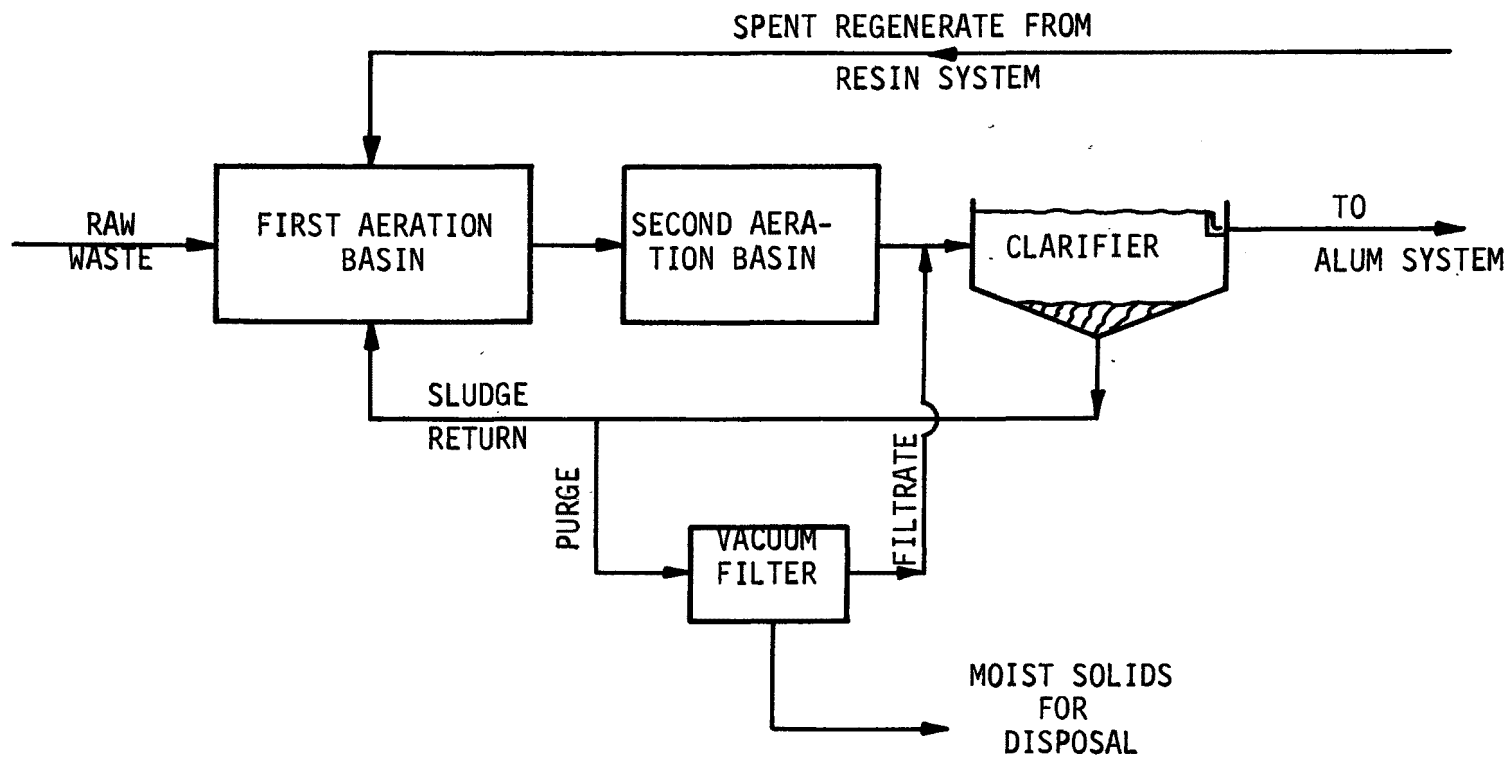 SPENT REGENERATE FROM
RESIN SYSTEM
RAW
WASTE
FIRST AERATION
BASIN
SECOND AERA-
TION BASIN
CLARIFIER
TO
ALUM SYSTEM
SLUDGE
RETURN
PURGE
FILTRATE
VACUUM
FILTER
MOIST SOLIDS
FOR
DISPOSAL